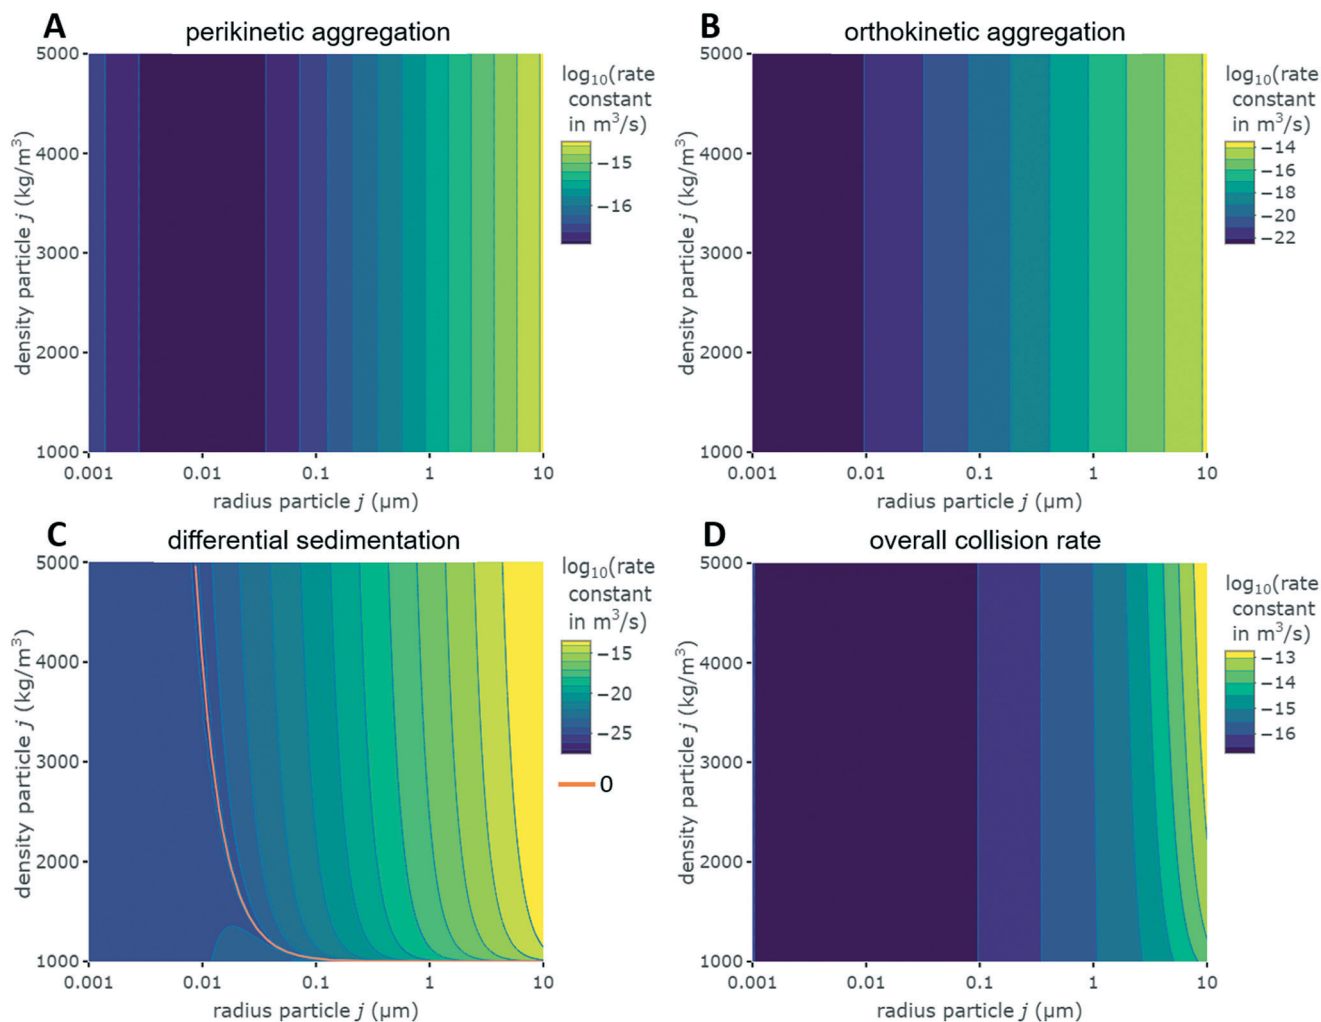 A
perikinetic aggregation
5000
4000
3000
2000
1000
density particle j (kg/m³)
0.001
0.01
0.1
1
10
radius particle j (µm)
log₁₀(rate
constant
in m³/s)
−15
−16
B
orthokinetic aggregation
5000
4000
3000
2000
1000
density particle j (kg/m³)
0.001
0.01
0.1
1
10
radius particle j (µm)
log₁₀(rate
constant
in m³/s)
−14
−16
−18
−20
−22
C
differential sedimentation
5000
4000
3000
2000
1000
density particle j (kg/m³)
0.001
0.01
0.1
1
10
radius particle j (µm)
log₁₀(rate
constant
in m³/s)
−15
−20
−25
0
D
overall collision rate
5000
4000
3000
2000
1000
density particle j (kg/m³)
0.001
0.01
0.1
1
10
radius particle j (µm)
log₁₀(rate
constant
in m³/s)
−13
−14
−15
−16